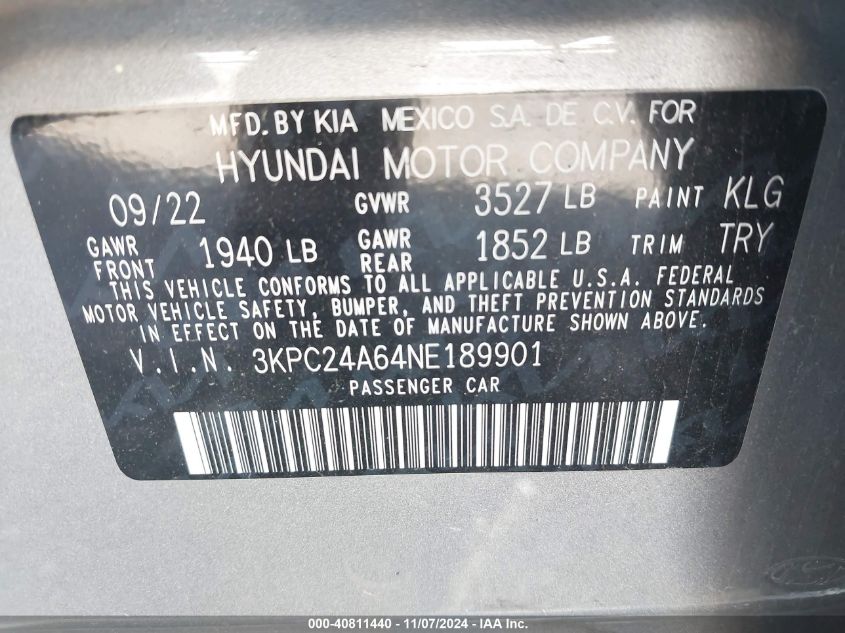 MFD. BY KIA MEXICO S.A. DE C.V. FOR
HYUNDAI MOTOR COMPANY
09/22 GVWR 3527 LB PAINT KLG
GAWR FRONT 1940 LB GAWR REAR 1852 LB TRIM TRY
THIS VEHICLE CONFORMS TO ALL APPLICABLE U.S.A. FEDERAL
MOTOR VEHICLE SAFETY, BUMPER, AND THEFT PREVENTION STANDARDS
IN EFFECT ON THE DATE OF MANUFACTURE SHOWN ABOVE.
V.I.N. 3KPC24A64NE189901
PASSENGER CAR
000-40811440 - 11/07/2024 - IAA Inc.